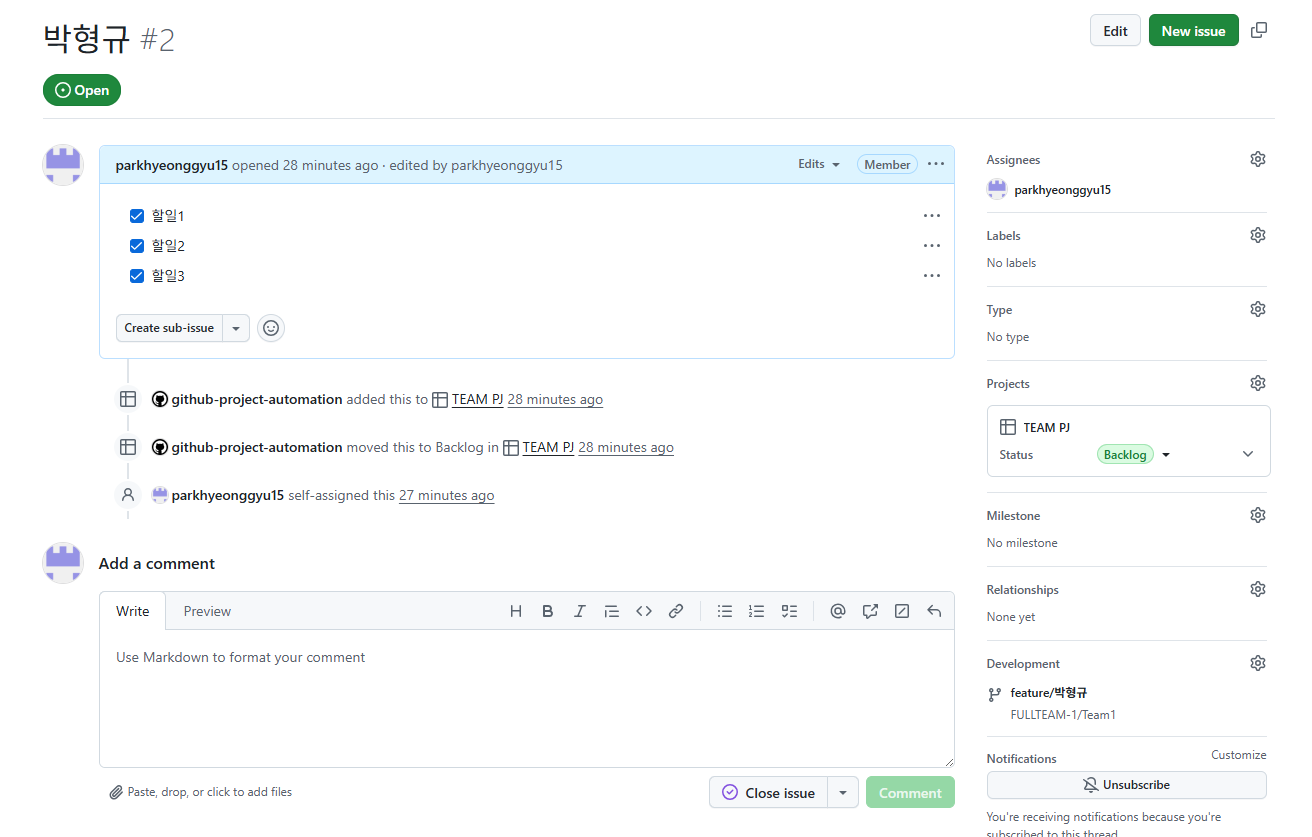 박형규 #2
Edit
New issue
Open
parkhyeonggyu15 opened 28 minutes ago · edited by parkhyeonggyu15
Edits
Member
할일1
할일2
할일3
Create sub-issue
github-project-automation added this to TEAM PJ 28 minutes ago
github-project-automation moved this to Backlog in TEAM PJ 28 minutes ago
parkhyeonggyu15 self-assigned this 27 minutes ago
Add a comment
Write
Preview
Use Markdown to format your comment
Paste, drop, or click to add files
Close issue
Comment
Assignees
parkhyeonggyu15
Labels
No labels
Type
No type
Projects
TEAM PJ
Status
Backlog
Milestone
No milestone
Relationships
None yet
Development
feature/박형규
FULLTEAM-1/Team1
Notifications
Customize
Unsubscribe
You're receiving notifications because you're
subscribed to this thread.